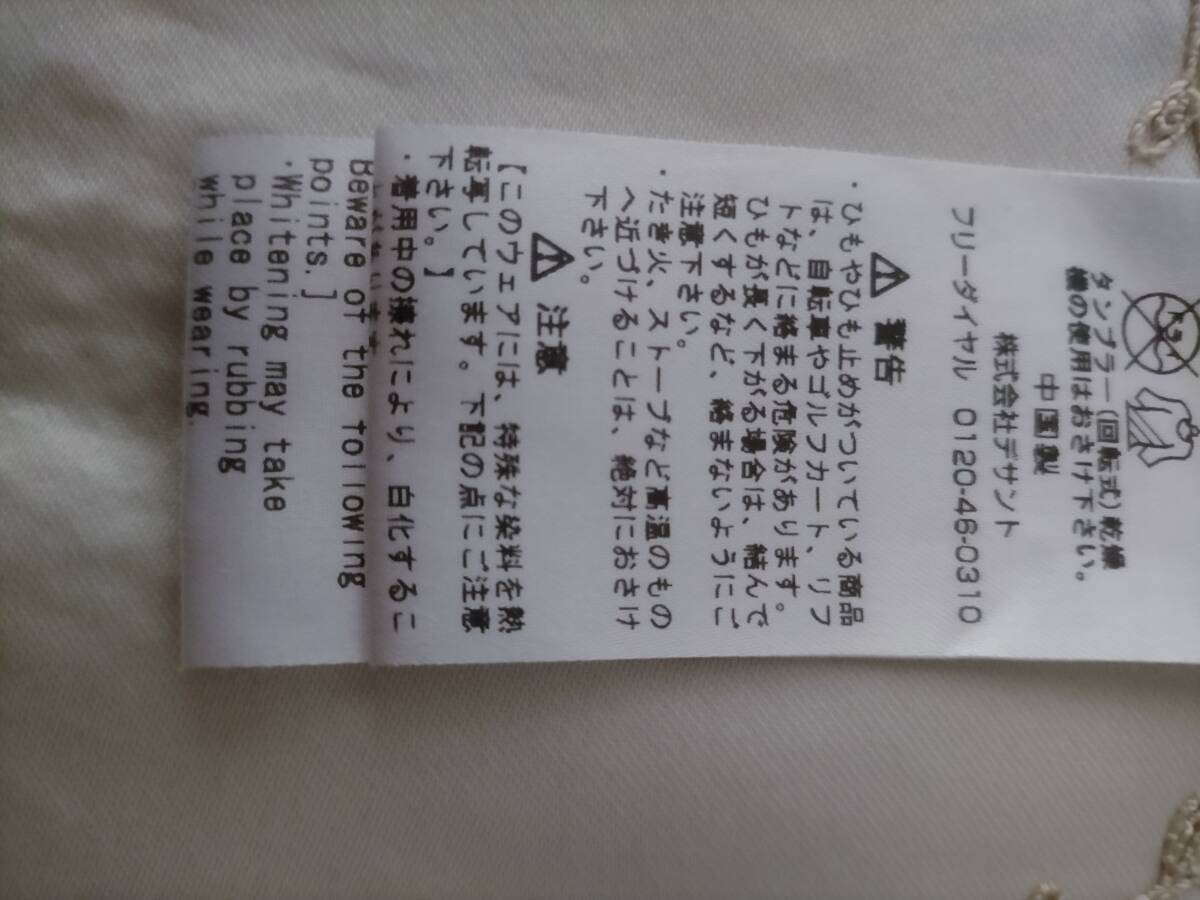 タンブラー(回転式)乾燥
機の使用はおさけ下さい。
中国製
株式会社デサント
フリーダイヤル 0120-46-0310
警告
・ひもやひも止めがついている商品
は、自転車やゴルフカート、リフ
トなどに絡まる危険があります。
ひもが長く下がる場合は、結んで
短くするなど、絡まないようにご
注意下さい。
・たき火、ストーブなど高温のもの
へ近づけることは、絶対におさけ
下さい。
注意
【このウェアには、特殊な染料を熱
転写しています。下記の点にご注意
下さい。】
・着用中の擦れにより、白化するこ
Beware of the following
points.]
・Whitening may take
place by rubbing
while wearing.